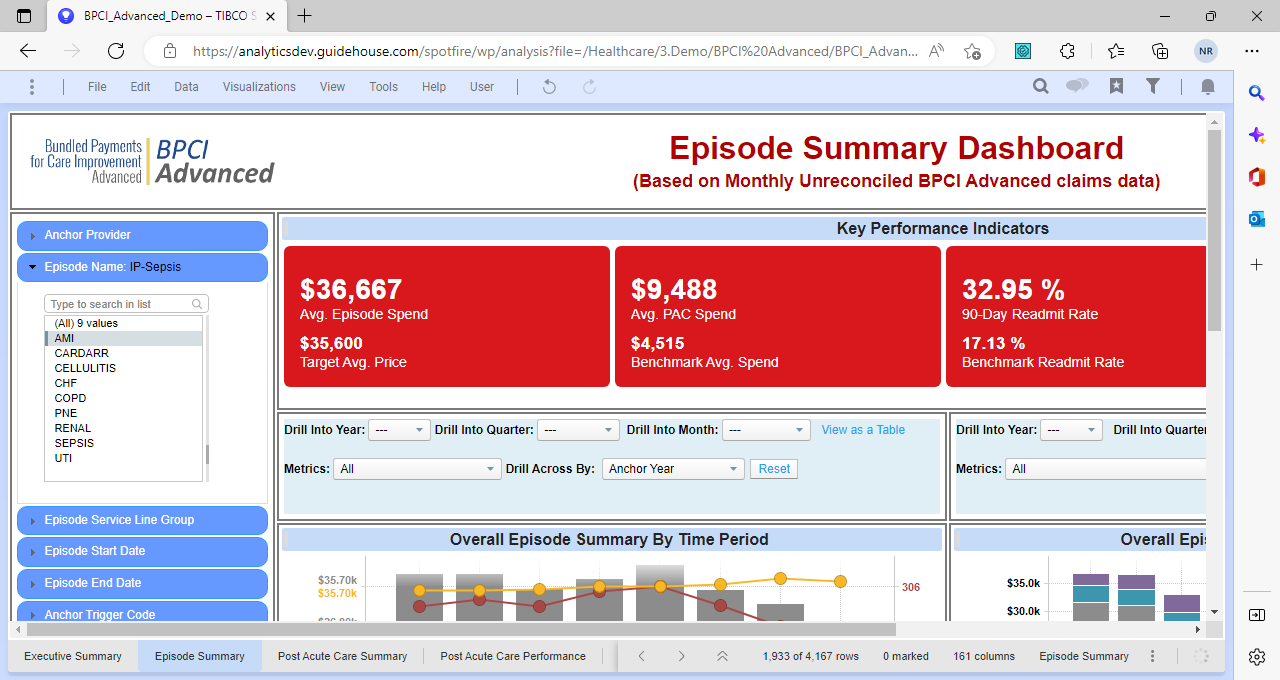 BPCI_Advanced_Demo – TIBCO S
https://analyticsdev.guidehouse.com/spotfire/wp/analysis?file=/Healthcare/3.Demo/BPCI%20Advanced/BPCI_Advan...
NR
File Edit Data Visualizations View Tools Help User
Bundled Payments
for Care Improvement
Advanced
BPCI
Advanced
Episode Summary Dashboard
(Based on Monthly Unreconciled BPCI Advanced claims data)
Anchor Provider
Episode Name: IP-Sepsis
Type to search in list
(All) 9 values
AMI
CARDARR
CELLULITIS
CHF
COPD
PNE
RENAL
SEPSIS
UTI
Episode Service Line Group
Episode Start Date
Episode End Date
Anchor Trigger Code
Key Performance Indicators
$36,667
Avg. Episode Spend
$35,600
Target Avg. Price
$9,488
Avg. PAC Spend
$4,515
Benchmark Avg. Spend
32.95 %
90-Day Readmit Rate
17.13 %
Benchmark Readmit Rate
Drill Into Year: --- Drill Into Quarter: --- Drill Into Month: --- View as a Table
Metrics: All Drill Across By: Anchor Year Reset
Drill Into Year: --- Drill Into Quarter
Metrics: All
Overall Episode Summary By Time Period
$35.70k
$35.70k
306
Overall Epi
$35.0k
$30.0k
Executive Summary Episode Summary Post Acute Care Summary Post Acute Care Performance 1,933 of 4,167 rows 0 marked 161 columns Episode Summary